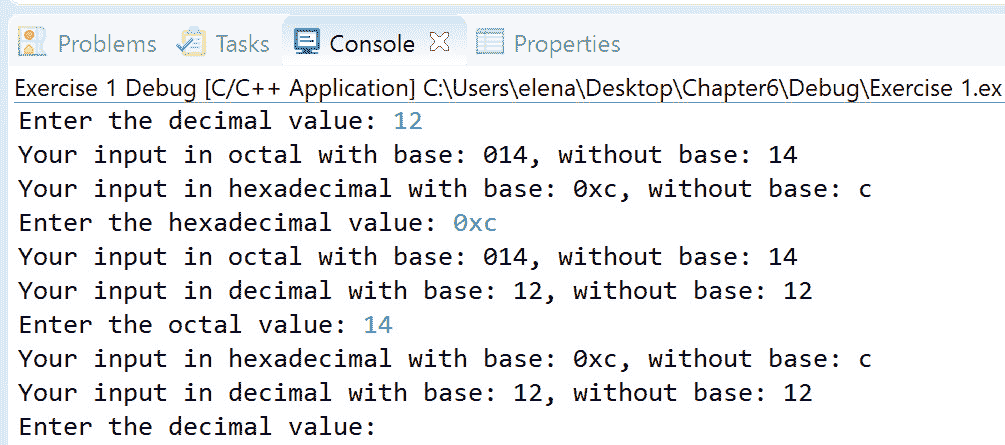 Problems Tasks Console Properties
Exercise 1 Debug [C/C++ Application] C:\Users\elena\Desktop\Chapter6\Debug\Exercise 1.ex
Enter the decimal value: 12
Your input in octal with base: 014, without base: 14
Your input in hexadecimal with base: 0xc, without base: c
Enter the hexadecimal value: 0xc
Your input in octal with base: 014, without base: 14
Your input in decimal with base: 12, without base: 12
Enter the octal value: 14
Your input in hexadecimal with base: 0xc, without base: c
Your input in decimal with base: 12, without base: 12
Enter the decimal value: